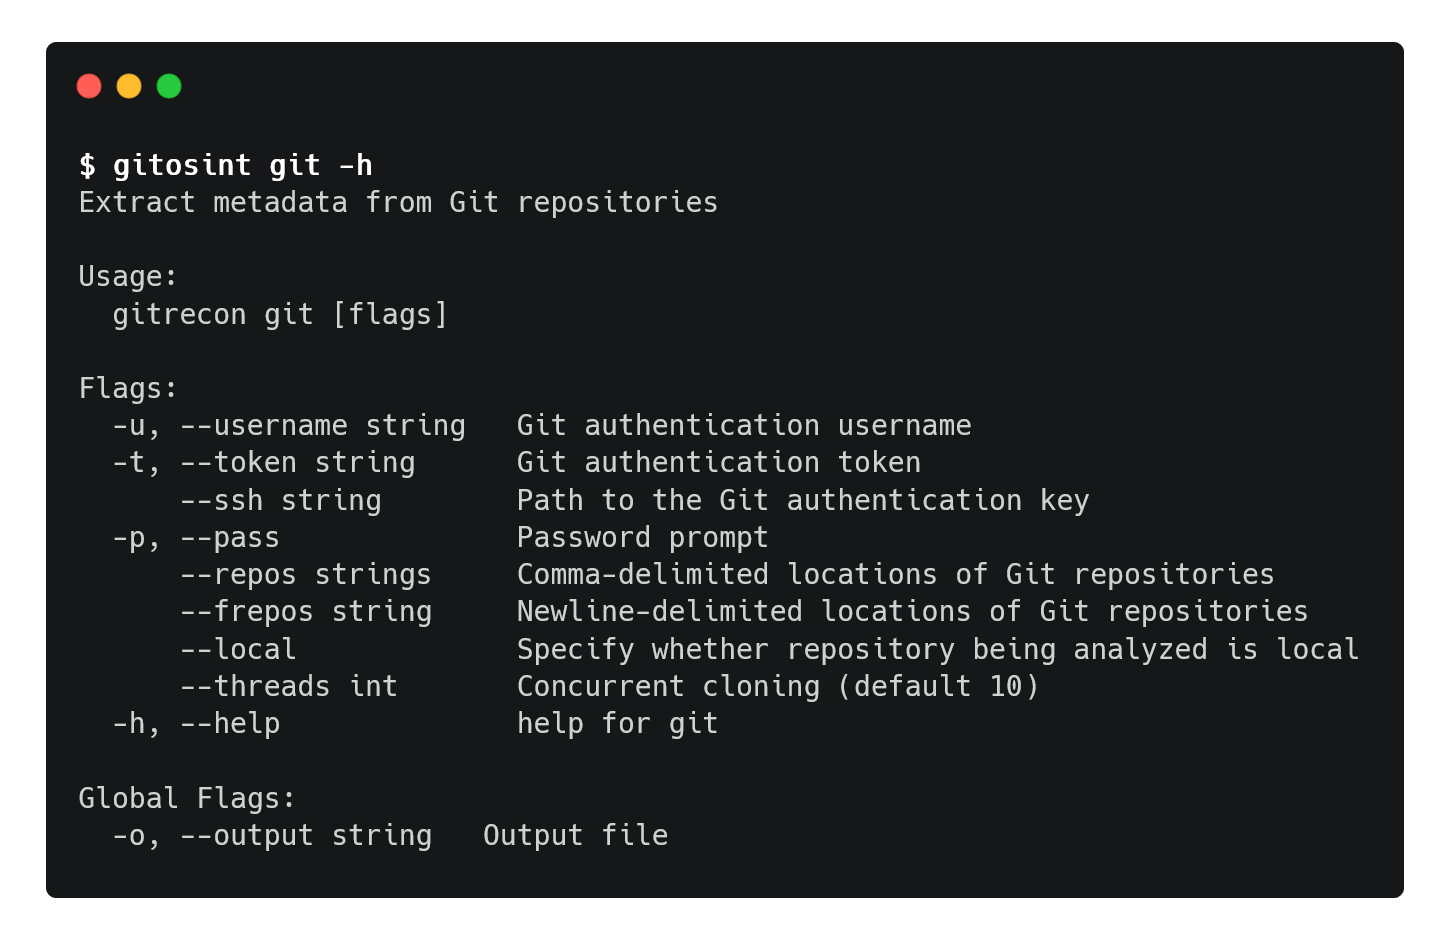 $ gitosint git -h
Extract metadata from Git repositories

Usage:
  gitrecon git [flags]

Flags:
  -u, --username string   Git authentication username
  -t, --token string      Git authentication token
      --ssh string        Path to the Git authentication key
  -p, --pass              Password prompt
      --repos strings     Comma-delimited locations of Git repositories
      --frepos string     Newline-delimited locations of Git repositories
      --local             Specify whether repository being analyzed is local
      --threads int       Concurrent cloning (default 10)
  -h, --help              help for git

Global Flags:
  -o, --output string   Output file